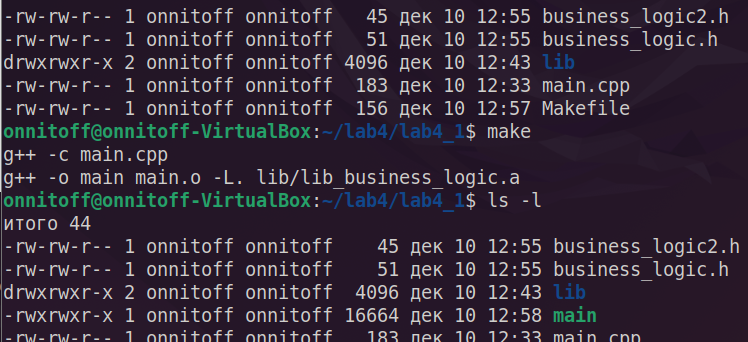 -rw-rw-r-- 1 onnitoff onnitoff   45 дек 10 12:55 business_logic2.h
-rw-rw-r-- 1 onnitoff onnitoff   51 дек 10 12:55 business_logic.h
drwxrwxr-x 2 onnitoff onnitoff 4096 дек 10 12:43 lib
-rw-rw-r-- 1 onnitoff onnitoff  183 дек 10 12:33 main.cpp
-rw-rw-r-- 1 onnitoff onnitoff  156 дек 10 12:57 Makefile
onnitoff@onnitoff-VirtualBox:~/lab4/lab4_1$ make
g++ -c main.cpp
g++ -o main main.o -L. lib/lib_business_logic.a
onnitoff@onnitoff-VirtualBox:~/lab4/lab4_1$ ls -l
итого 44
-rw-rw-r-- 1 onnitoff onnitoff    45 дек 10 12:55 business_logic2.h
-rw-rw-r-- 1 onnitoff onnitoff    51 дек 10 12:55 business_logic.h
drwxrwxr-x 2 onnitoff onnitoff  4096 дек 10 12:43 lib
-rwxrwxr-x 1 onnitoff onnitoff 16664 дек 10 12:58 main
-rw-rw-r-- 1 onnitoff onnitoff   183 дек 10 12:33 main.cpp